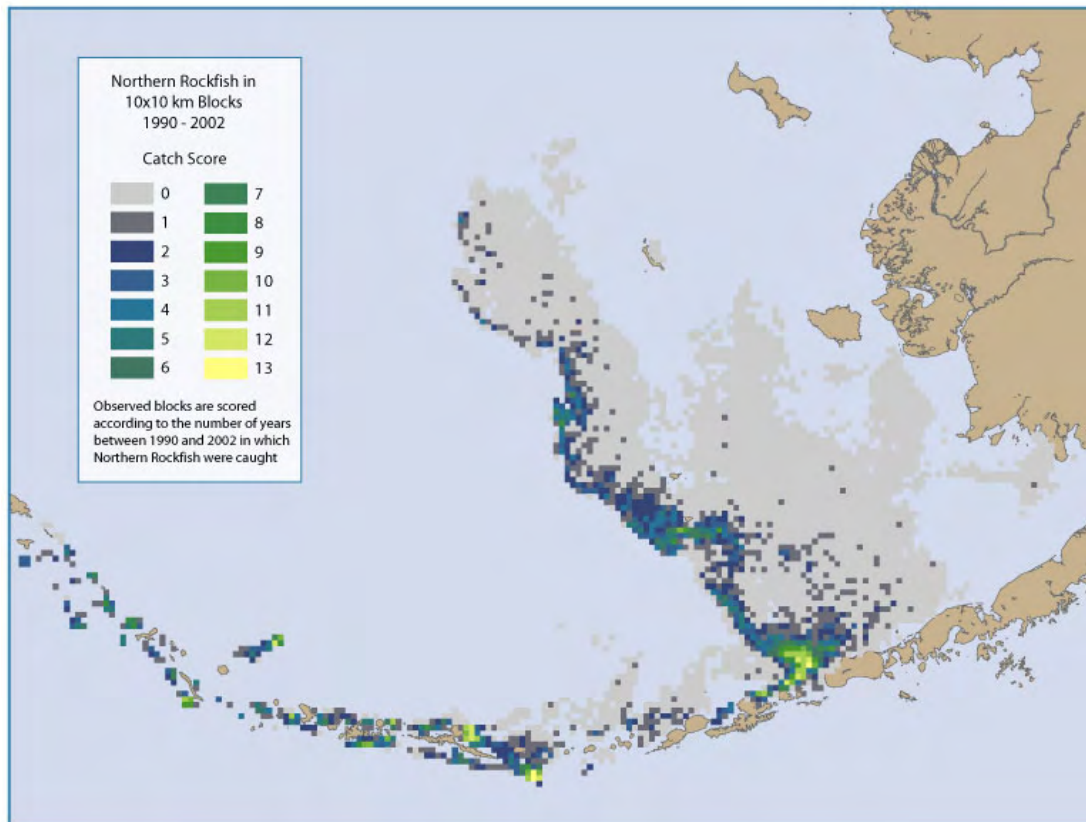 Northern Rockfish in
10x10 km Blocks
1990 - 2002
Catch Score
0
1
2
3
4
5
6
7
8
9
10
11
12
13
Observed blocks are scored
according to the number of years
between 1990 and 2002 in which
Northern Rockfish were caught